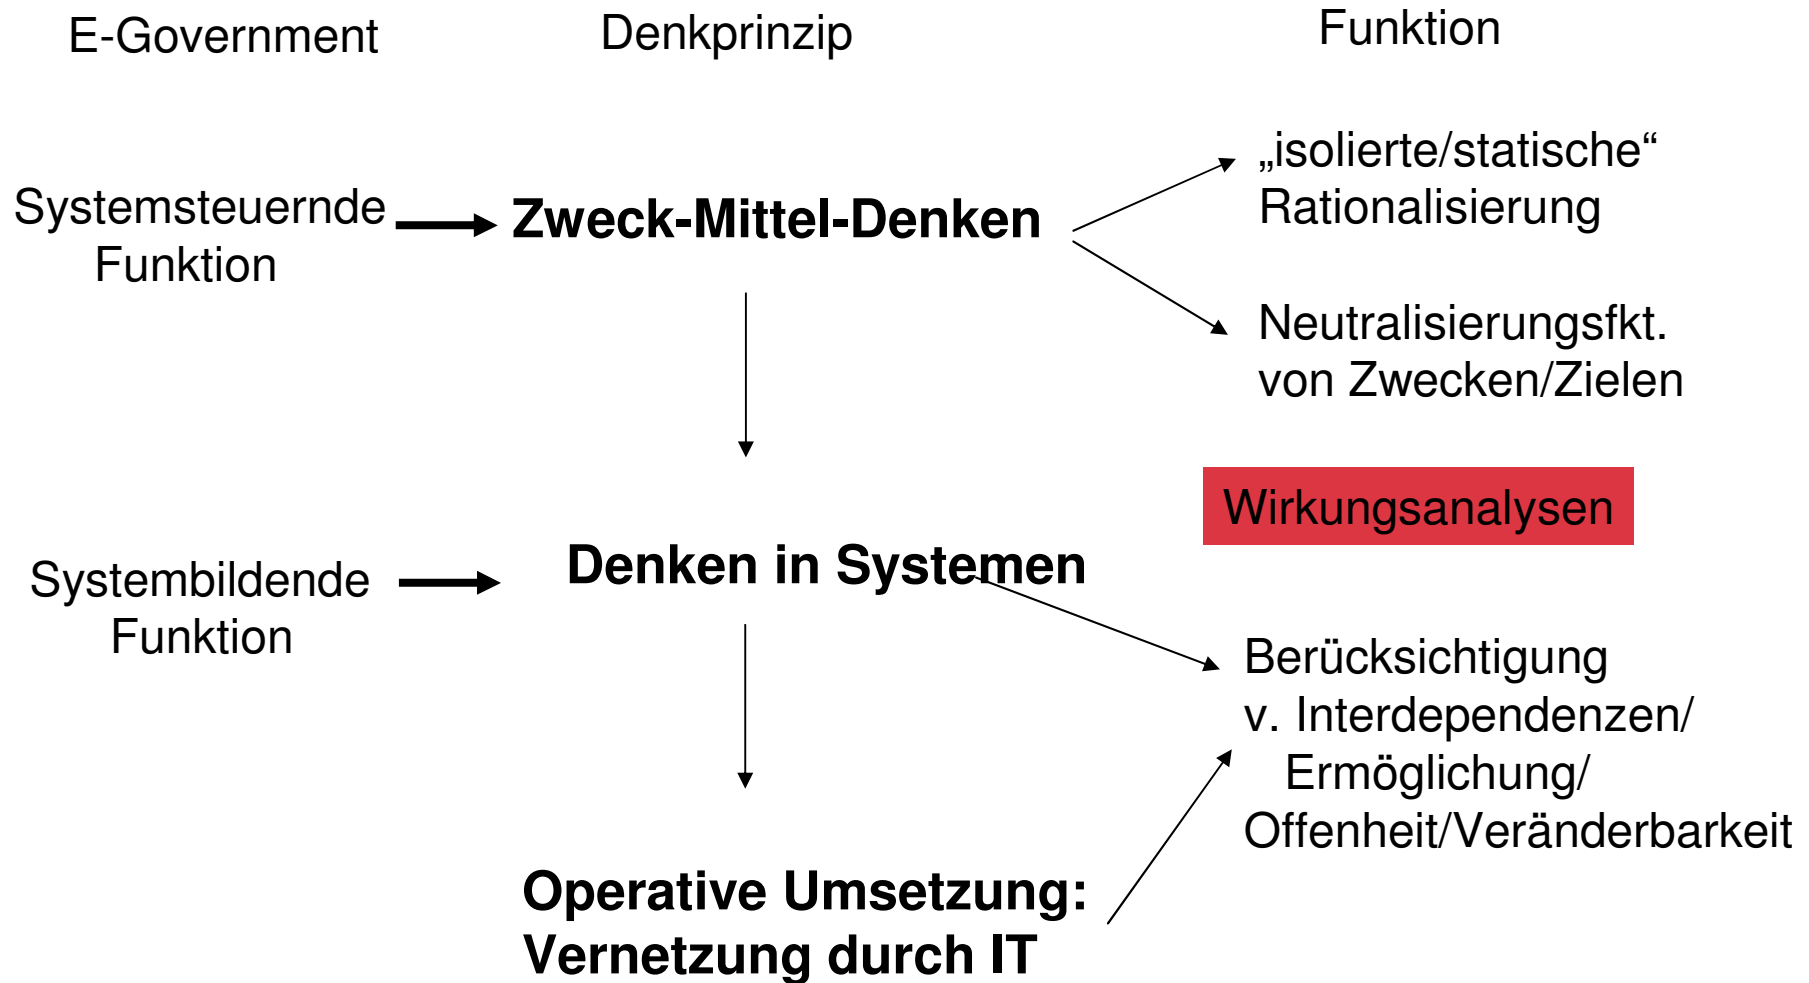 E-Government
Denkprinzip
Funktion
Systemsteuernde
Funktion
Zweck-Mittel-Denken
„isolierte/statische“
Rationalisierung
Neutralisierungsfkt.
von Zwecken/Zielen
Wirkungsanalysen
Systembildende
Funktion
Denken in Systemen
Berücksichtigung
v. Interdependenzen/
Ermöglichung/
Offenheit/Veränderbarkeit
Operative Umsetzung:
Vernetzung durch IT